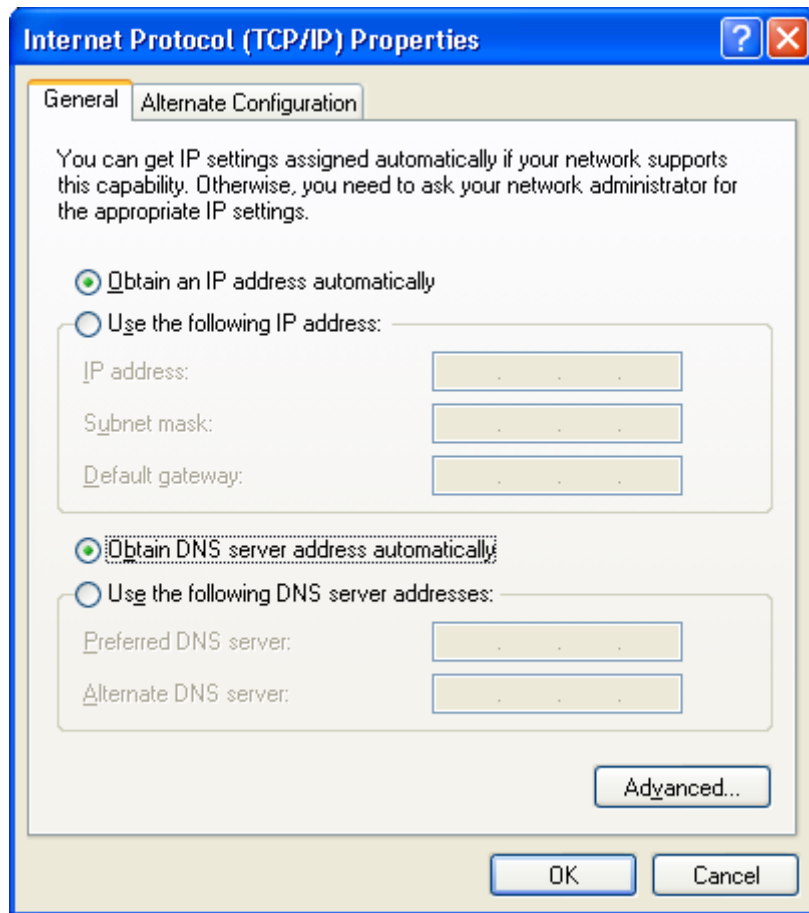 Internet Protocol (TCP/IP) Properties
General
Alternate Configuration
You can get IP settings assigned automatically if your network supports
this capability. Otherwise, you need to ask your network administrator for
the appropriate IP settings.
Obtain an IP address automatically
Use the following IP address:
IP address:
Subnet mask:
Default gateway:
Obtain DNS server address automatically
Use the following DNS server addresses:
Preferred DNS server:
Alternate DNS server:
Advanced...
OK
Cancel